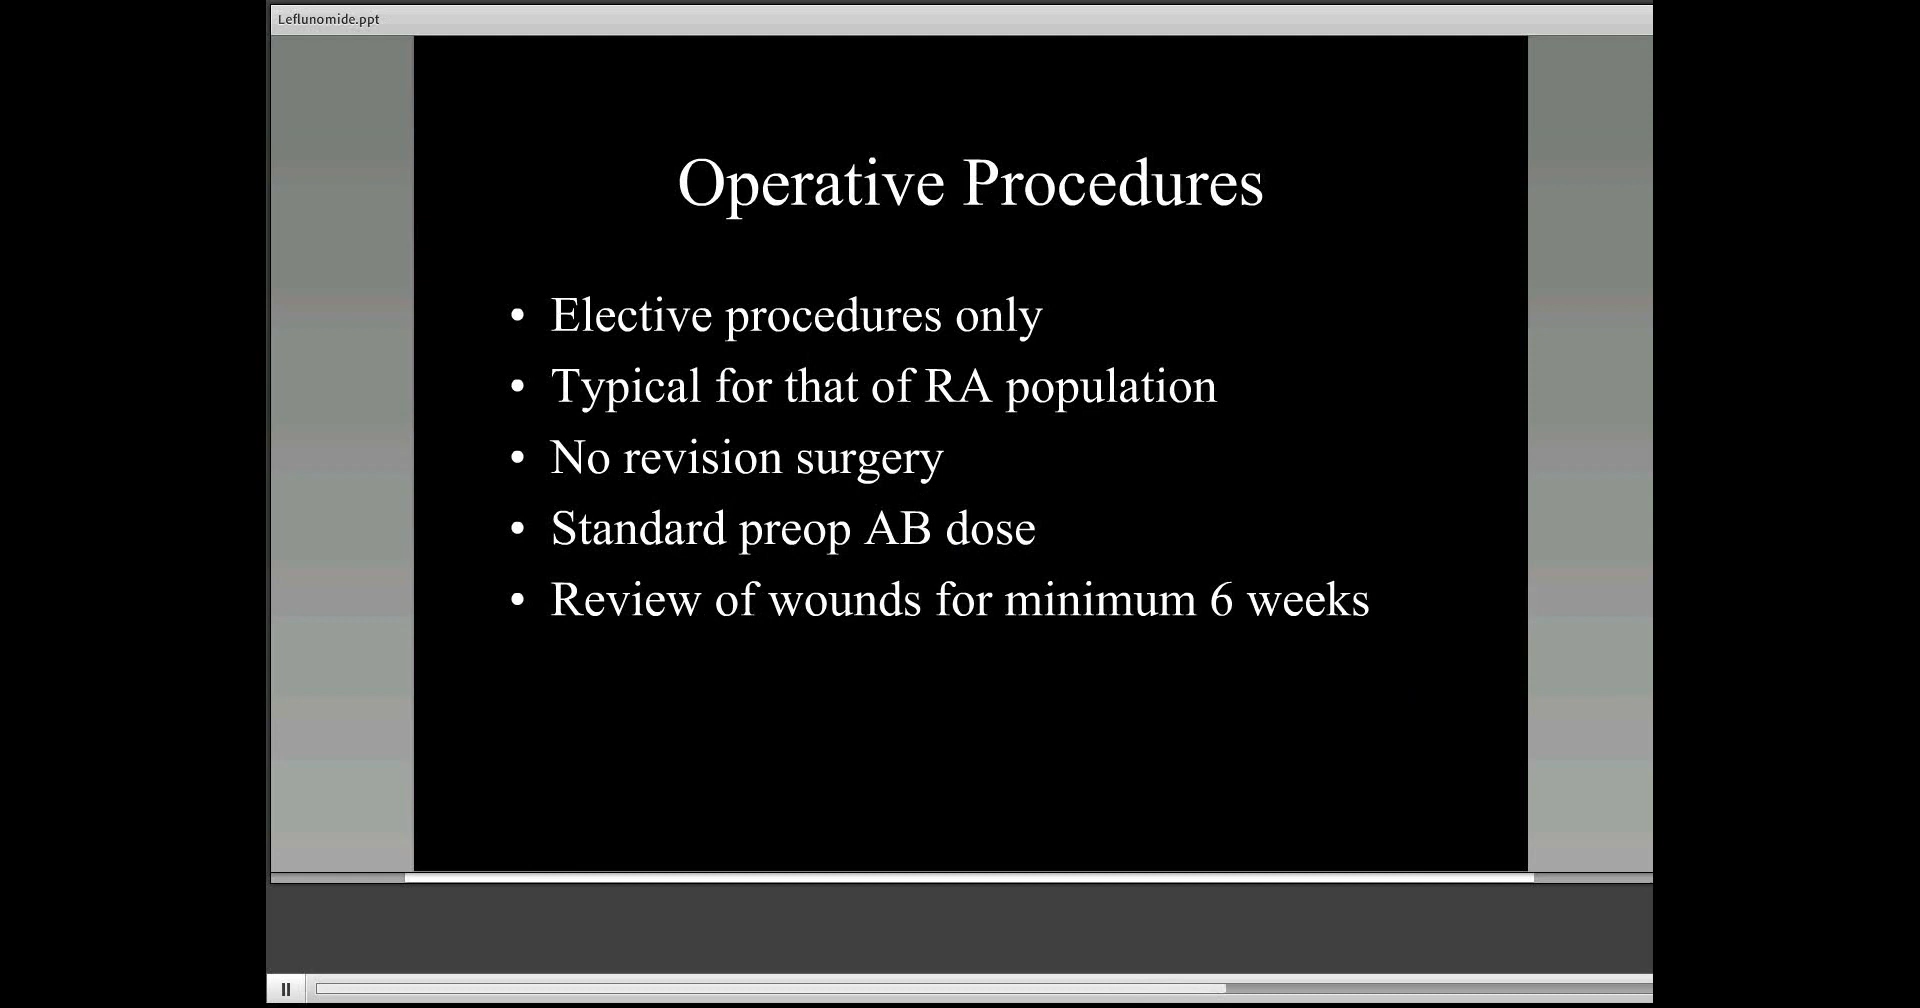 Leflunomide.ppt
Operative Procedures
• Elective procedures only
• Typical for that of RA population
• No revision surgery
• Standard preop AB dose
• Review of wounds for minimum 6 weeks